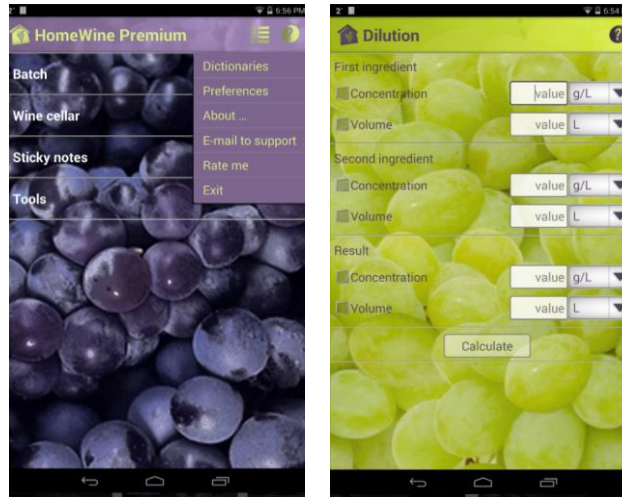 2°
6:56 PM
HomeWine Premium
?
Batch
Wine cellar
Sticky notes
Tools
Dictionaries
Preferences
About ...
E-mail to support
Rate me
Exit
2°
6:54
Dilution
?
First ingredient
Concentration value g/L
Volume value L
Second ingredient
Concentration value g/L
Volume value L
Result
Concentration value g/L
Volume value L
Calculate